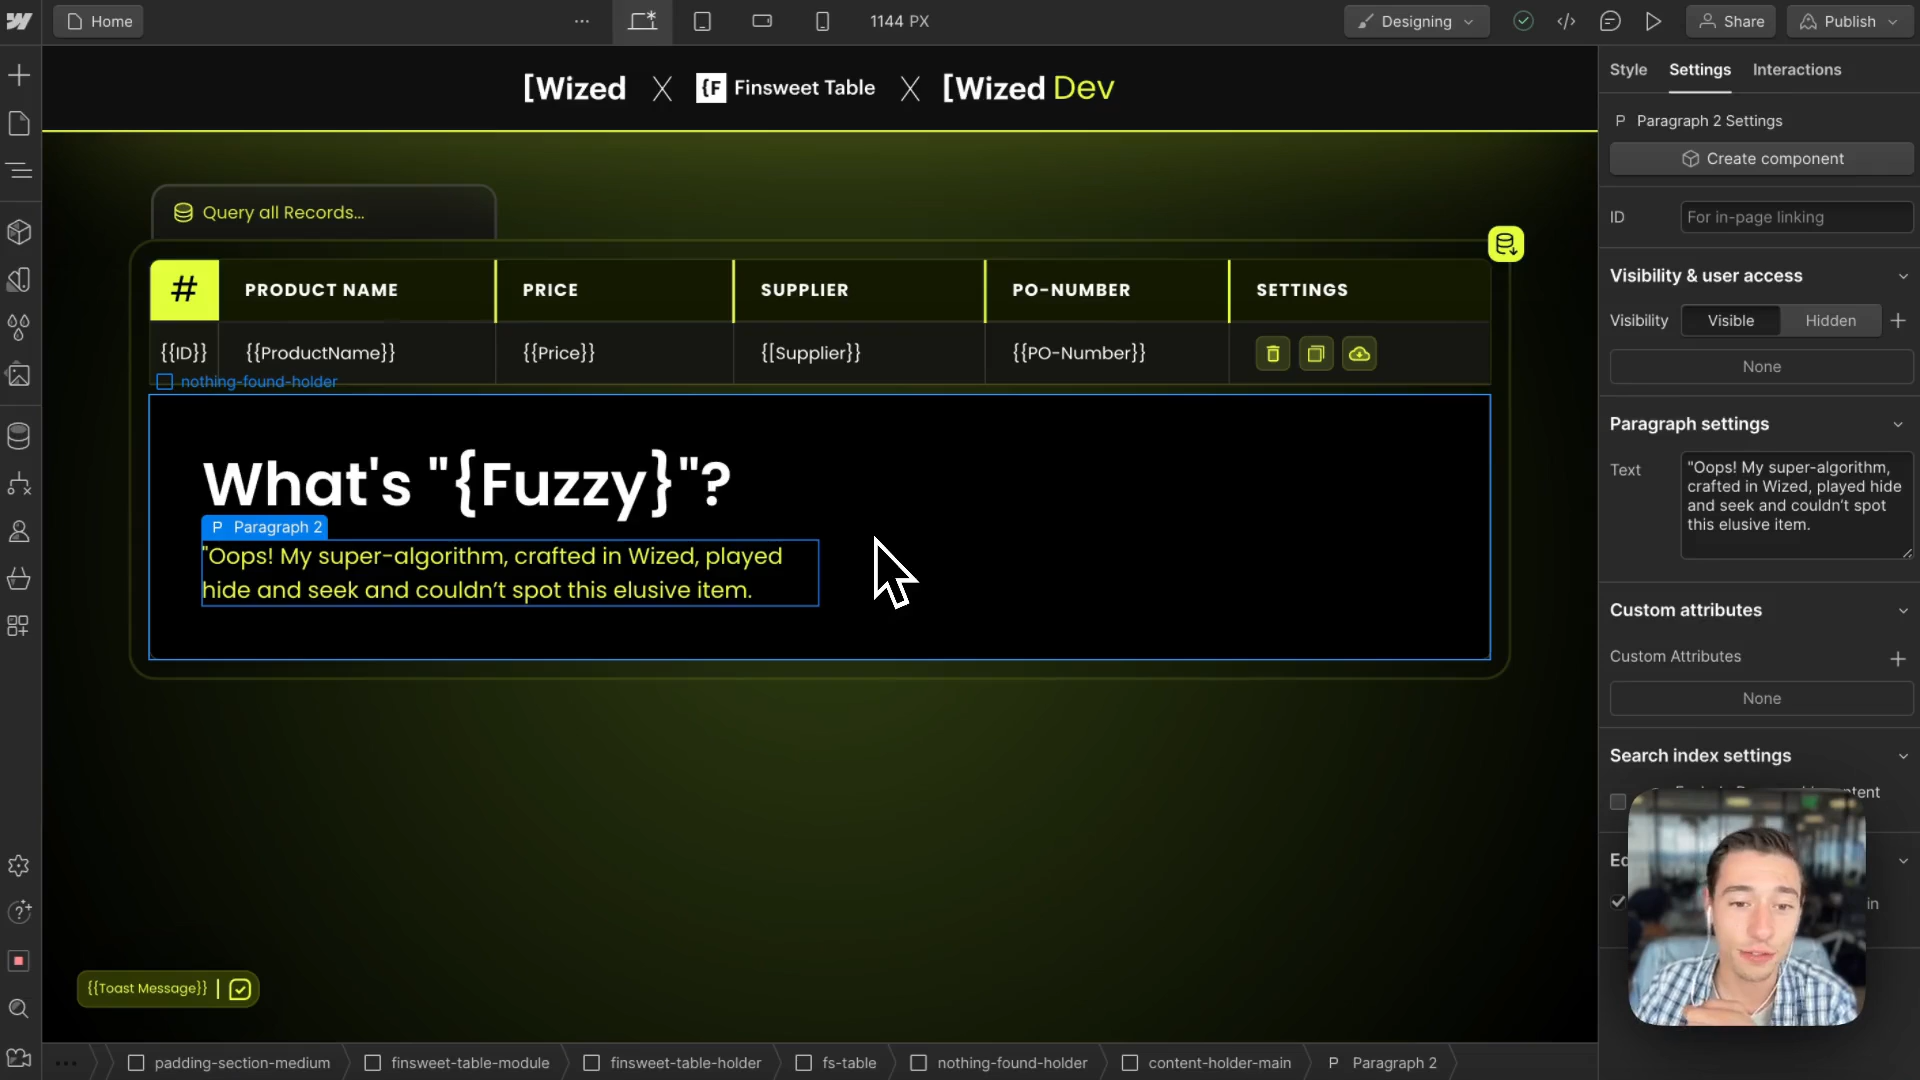 Home
1144 PX
Designing
Share
Publish
[Wized X {F Finsweet Table X [Wized Dev
Style Settings Interactions
P Paragraph 2 Settings
Create component
ID For in-page linking
Visibility & user access
Visibility Visible Hidden
None
Paragraph settings
Text "Oops! My super-algorithm,
crafted in Wized, played hide
and seek and couldn't spot
this elusive item.
Custom attributes
Custom Attributes
None
Search index settings
in
Query all Records...
# PRODUCT NAME PRICE SUPPLIER PO-NUMBER SETTINGS
{{ID}} {{ProductName}} {{Price}} {[Supplier}} {{PO-Number}}
nothing-found-holder
What's "{Fuzzy}"?
P Paragraph 2
"Oops! My super-algorithm, crafted in Wized, played
hide and seek and couldn’t spot this elusive item.
{{Toast Message}}
padding-section-medium finsweet-table-module finsweet-table-holder fs-table nothing-found-holder content-holder-main P Paragraph 2